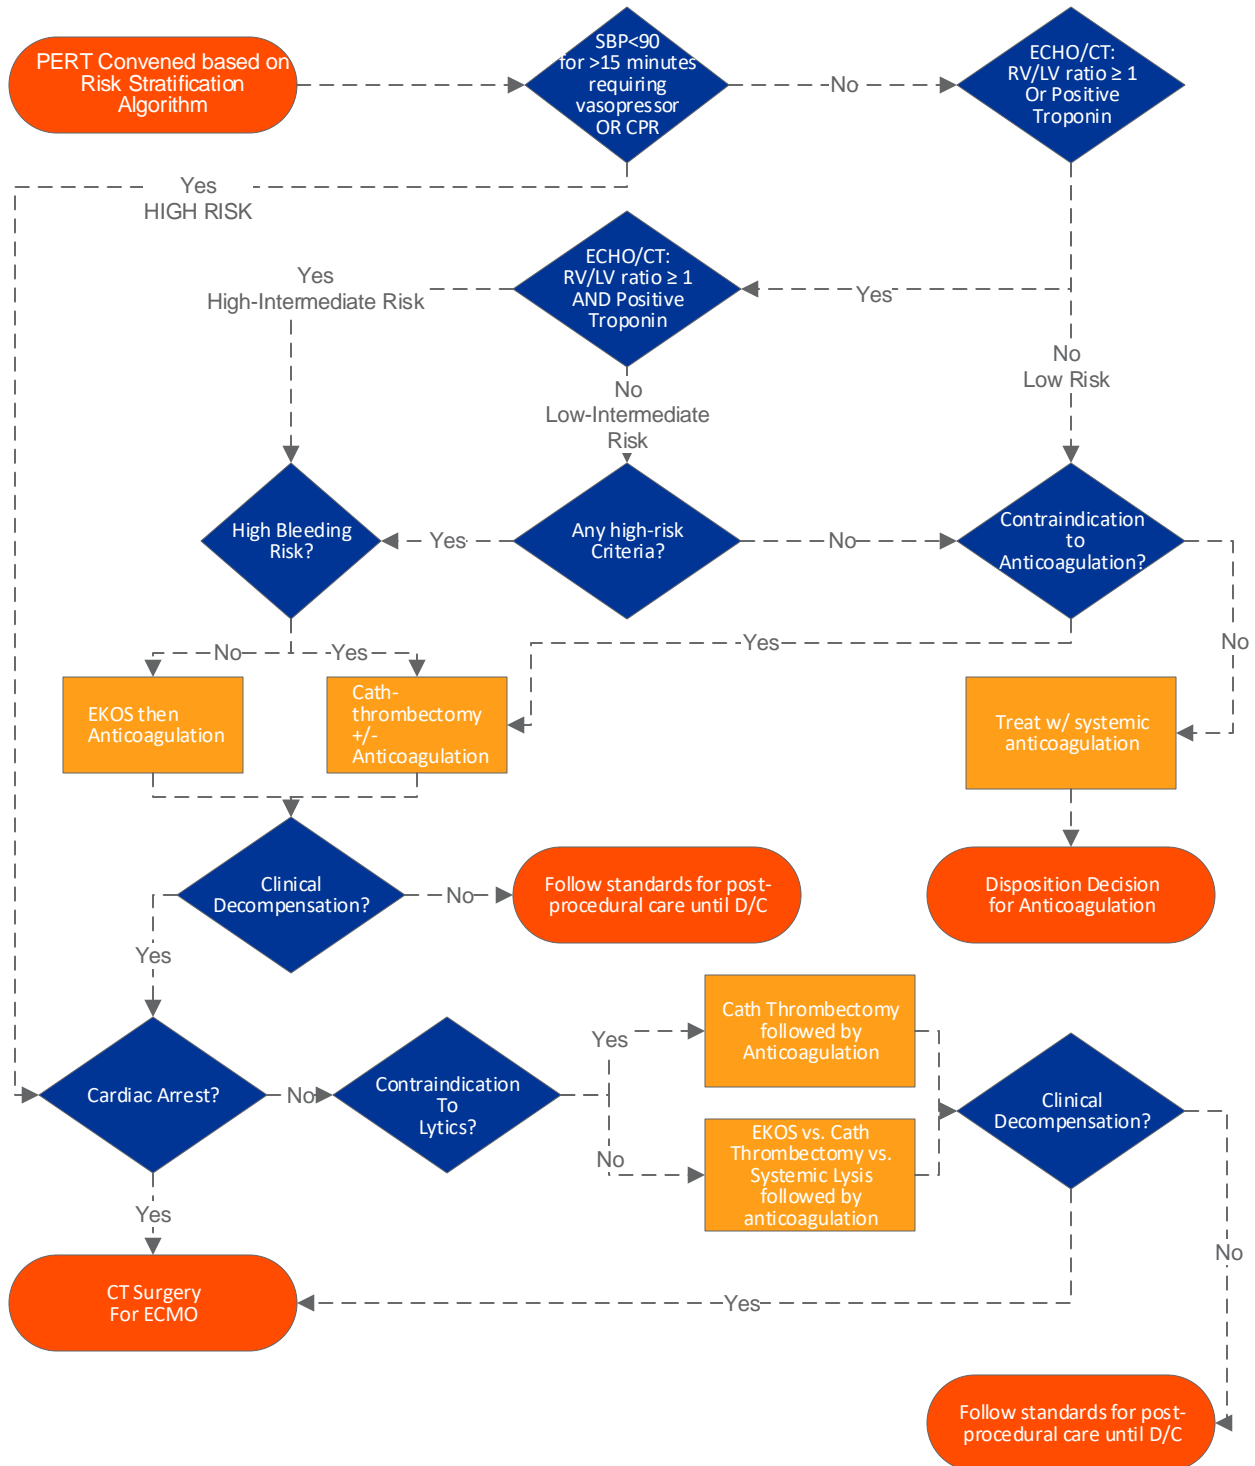 PERT Convened based on
Risk Stratification
Algorithm
SBP<90
for >15 minutes
requiring
vasopressor
OR CPR
No
ECHO/CT:
RV/LV ratio ≥ 1
Or Positive
Troponin
Yes
HIGH RISK
ECHO/CT:
RV/LV ratio ≥ 1
AND Positive
Troponin
Yes
High-Intermediate Risk
Yes
No
Low Risk
No
Low-Intermediate
Risk
High Bleeding
Risk?
Yes
Any high-risk
Criteria?
No
Contraindication
to
Anticoagulation?
No
Yes
Yes
No
EKOS then
Anticoagulation
Cath-
thrombectomy
+/-
Anticoagulation
Treat w/ systemic
anticoagulation
Clinical
Decompensation?
No
Follow standards for post-
procedural care until D/C
Disposition Decision
for Anticoagulation
Yes
Cardiac Arrest?
No
Contraindication
To
Lytics?
Yes
Cath Thrombectomy
followed by
Anticoagulation
No
EKOS vs. Cath
Thrombectomy vs.
Systemic Lysis
followed by
anticoagulation
Clinical
Decompensation?
Yes
No
CT Surgery
For ECMO
Yes
Follow standards for post-
procedural care until D/C